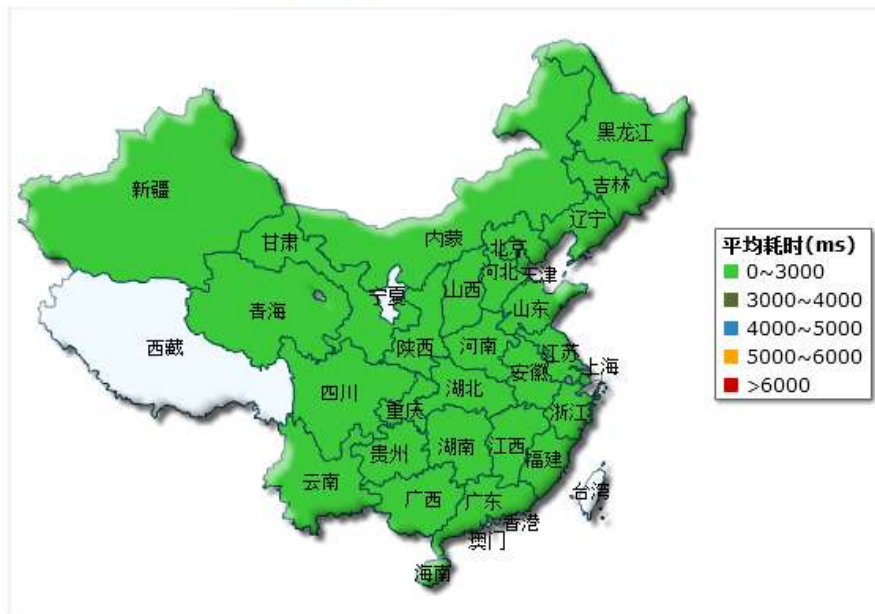 黑龙江
吉林
新疆
辽宁
甘肃
内蒙
北京
河北
天津
宁夏
山西
青海
山东
西藏
陕西
河南
江苏
上海
安徽
四川
湖北
重庆
浙江
贵州
湖南
江西
福建
云南
台湾
广西
广东
香港
澳门
海南
平均耗时(ms)
0~3000
3000~4000
4000~5000
5000~6000
>6000